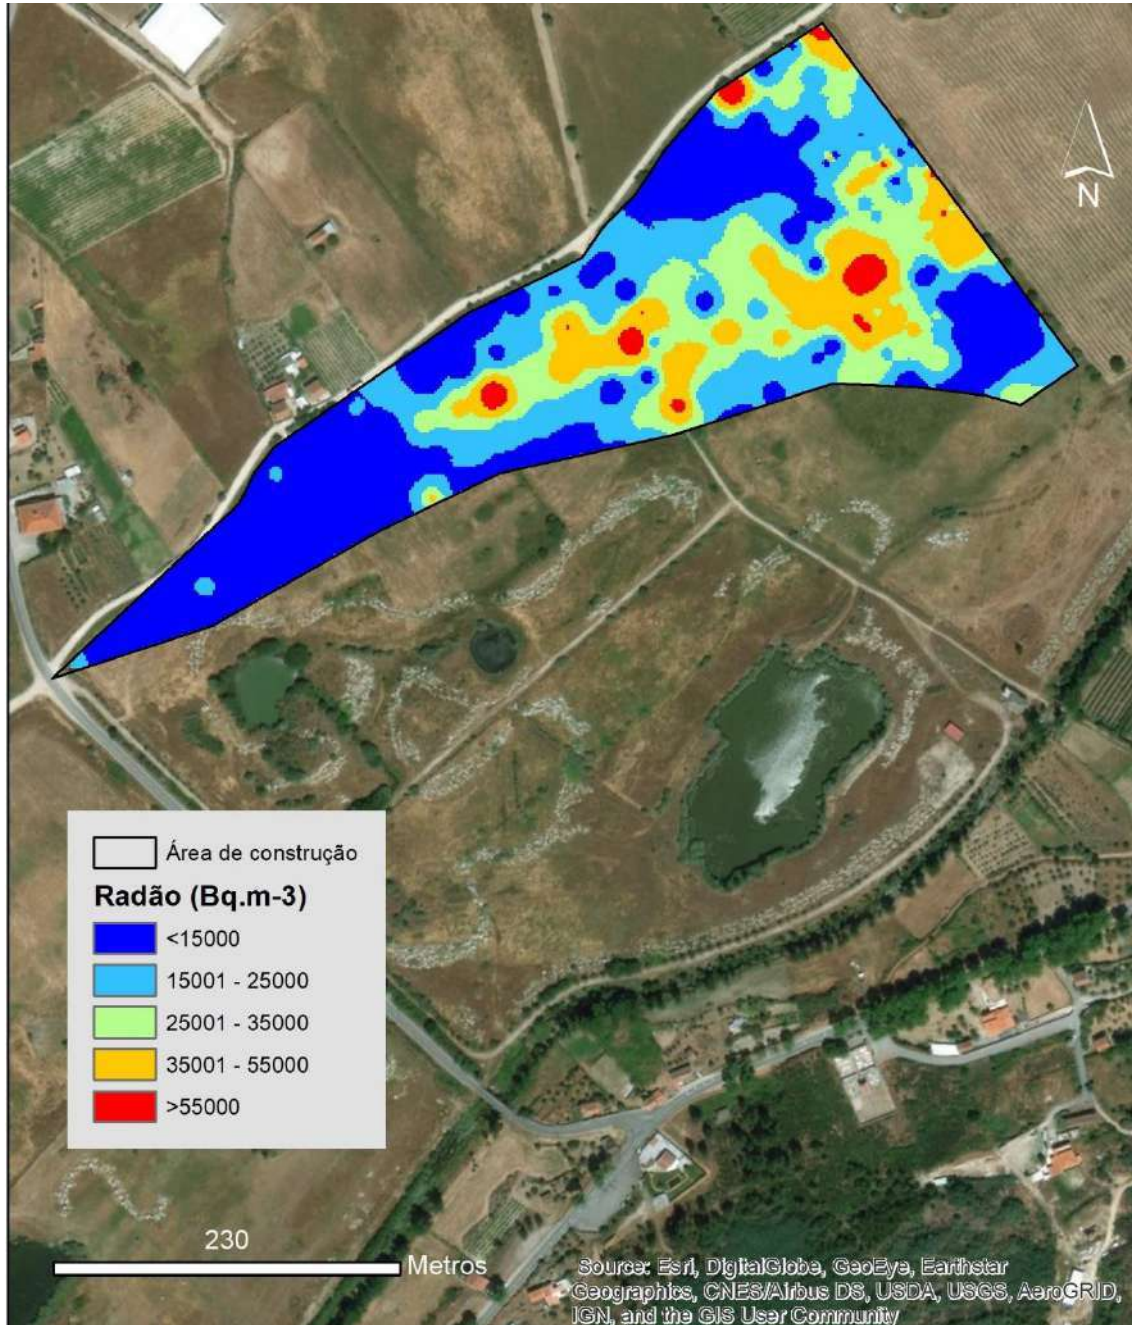 N
Área de construção
Radão (Bq.m-3)
<15000
15001 - 25000
25001 - 35000
35001 - 55000
>55000
230
Metros
Source: Esri, DigitalGlobe, GeoEye, Earthstar
Geographics, CNES/Airbus DS, USDA, USGS, AeroGRID,
IGN, and the GIS User Community